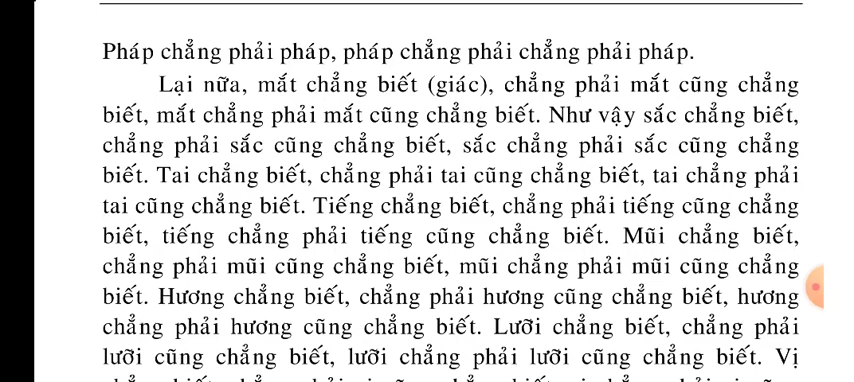 Pháp chẳng phải pháp, pháp chẳng phải chẳng phải pháp.
Lại nữa, mắt chẳng biết (giác), chẳng phải mắt cũng chẳng
biết, mắt chẳng phải mắt cũng chẳng biết. Như vậy sắc chẳng biết,
chẳng phải sắc cũng chẳng biết, sắc chẳng phải sắc cũng chẳng
biết. Tai chẳng biết, chẳng phải tai cũng chẳng biết, tai chẳng phải
tai cũng chẳng biết. Tiếng chẳng biết, chẳng phải tiếng cũng chẳng
biết, tiếng chẳng phải tiếng cũng chẳng biết. Mũi chẳng biết,
chẳng phải mũi cũng chẳng biết, mũi chẳng phải mũi cũng chẳng
biết. Hương chẳng biết, chẳng phải hương cũng chẳng biết, hương
chẳng phải hương cũng chẳng biết. Lưỡi chẳng biết, chẳng phải
lưỡi cũng chẳng biết, lưỡi chẳng phải lưỡi cũng chẳng biết. Vị